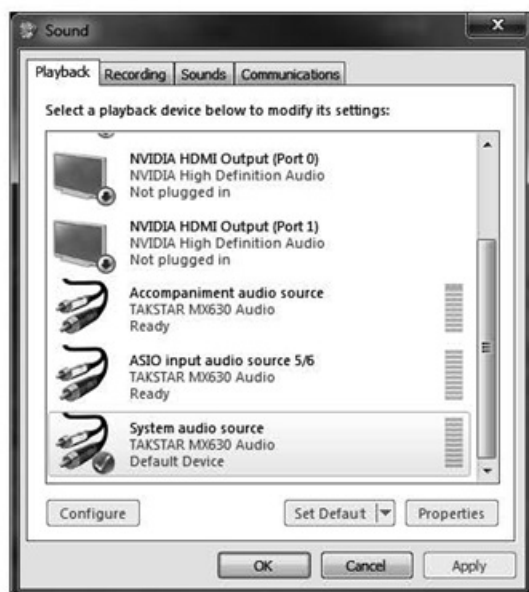 Sound
Playback Recording Sounds Communications
Select a playback device below to modify its settings:
NVIDIA HDMI Output (Port 0)
NVIDIA High Definition Audio
Not plugged in
NVIDIA HDMI Output (Port 1)
NVIDIA High Definition Audio
Not plugged in
Accompaniment audio source
TAKSTAR MX630 Audio
Ready
ASIO input audio source 5/6
TAKSTAR MX630 Audio
Ready
System audio source
TAKSTAR MX630 Audio
Default Device
Configure Set Defaut Properties
OK Cancel Apply